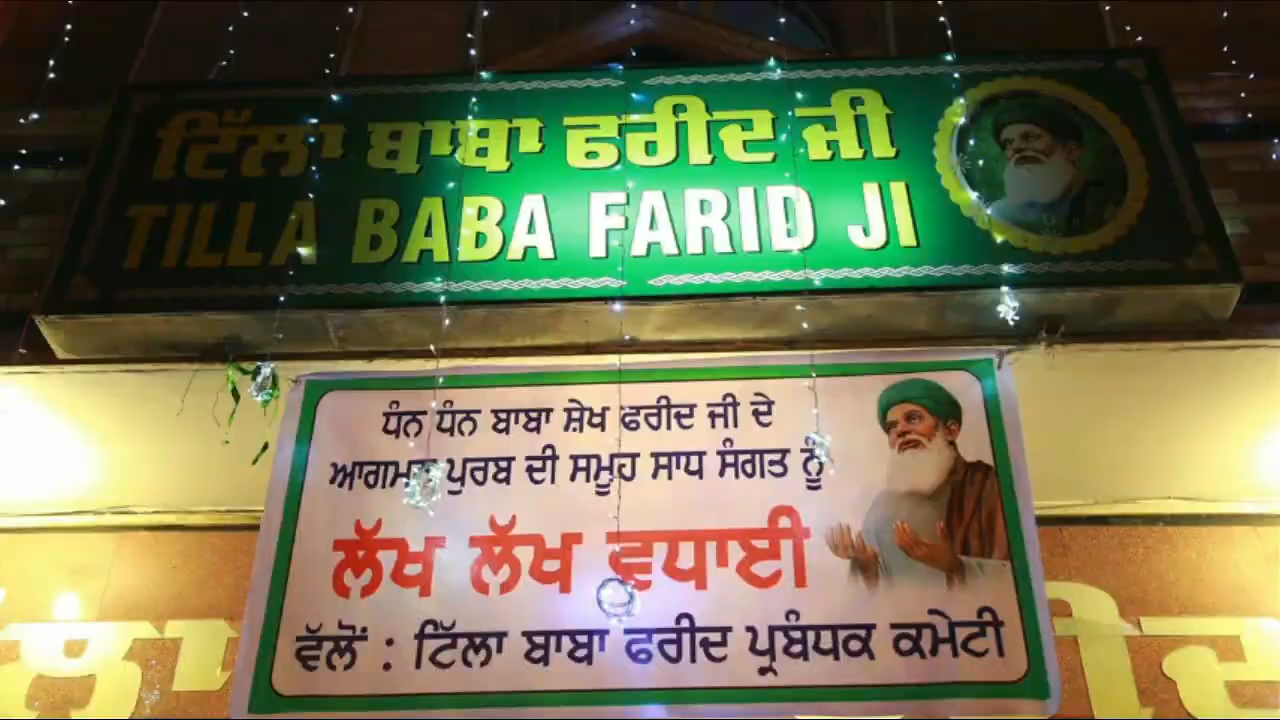 ਟਿੱਲਾ ਬਾਬਾ ਫਰੀਦ ਜੀ
TILLA BABA FARID JI
ਧੰਨ ਧੰਨ ਬਾਬਾ ਸ਼ੇਖ ਫਰੀਦ ਜੀ ਦੇ
ਆਗਮਨ ਪੁਰਬ ਦੀ ਸਮੂਹ ਸਾਧ ਸੰਗਤ ਨੂੰ
ਲੱਖ ਲੱਖ ਵਧਾਈ
ਵੱਲੋਂ : ਟਿੱਲਾ ਬਾਬਾ ਫਰੀਦ ਪ੍ਰਬੰਧਕ ਕਮੇਟੀ